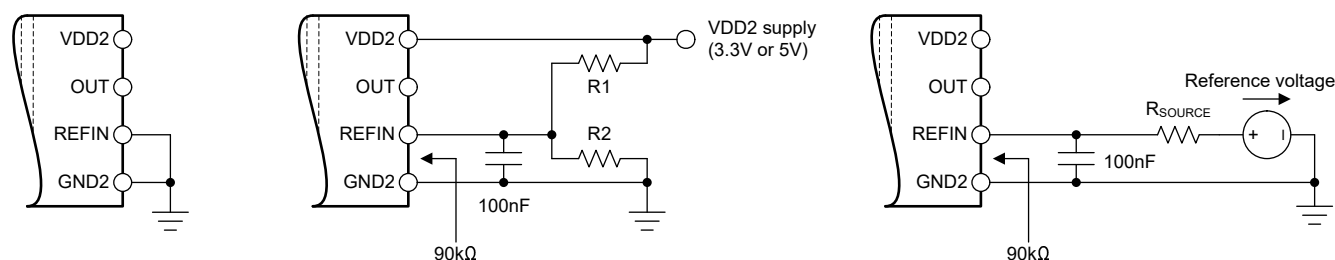 VDD2
OUT
REFIN
GND2
VDD2
OUT
REFIN
GND2
VDD2 supply
(3.3V or 5V)
R1
R2
100nF
90kΩ
VDD2
OUT
REFIN
GND2
Reference voltage
RSOURCE
+
–
100nF
90kΩ